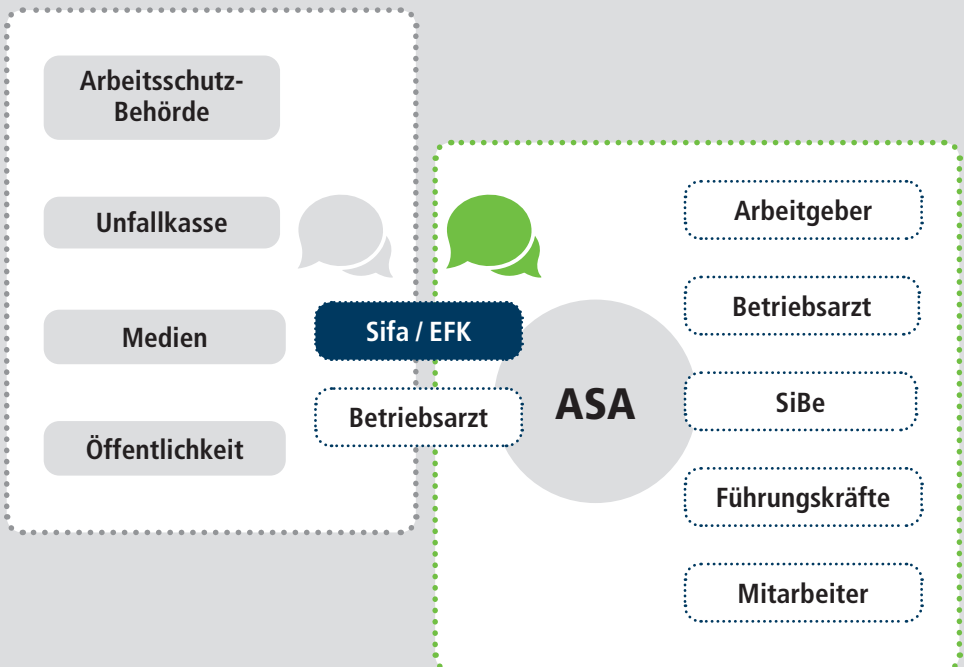 Arbeitsschutz-
Behörde
Unfallkasse
Medien
Öffentlichkeit
Sifa / EFK
Betriebsarzt
ASA
Arbeitgeber
Betriebsarzt
SiBe
Führungskräfte
Mitarbeiter